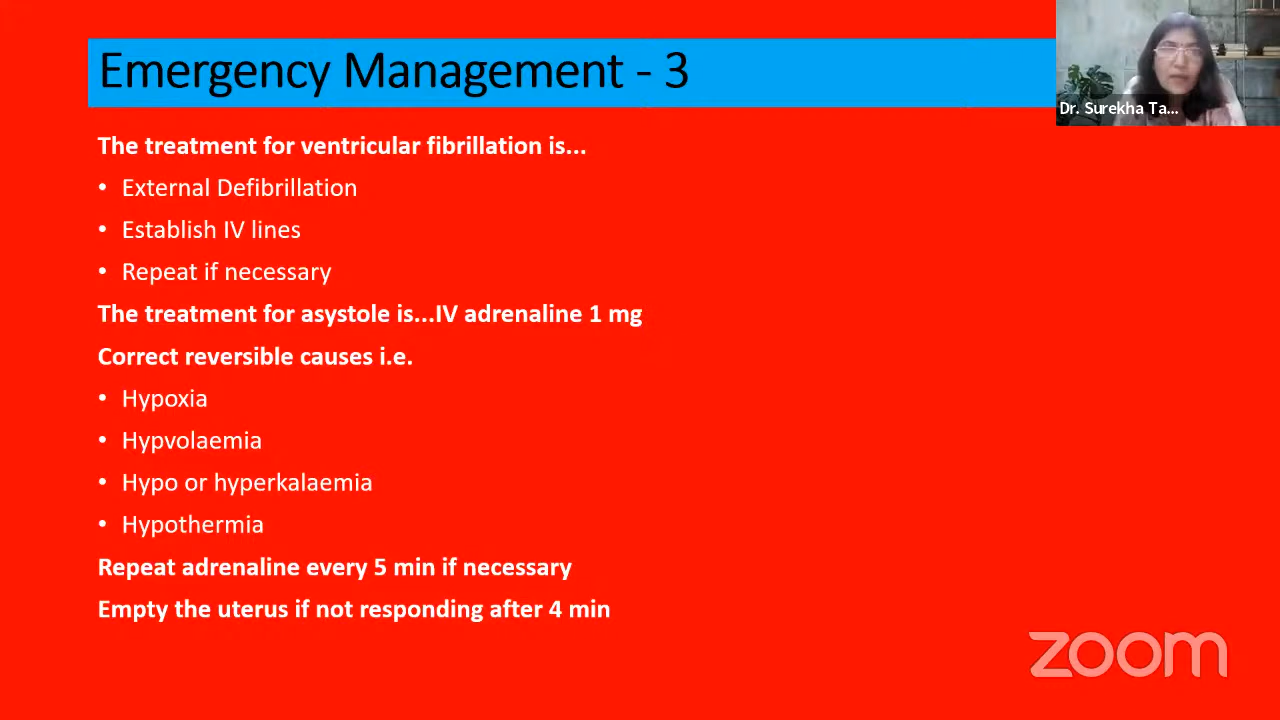 Emergency Management - 3
Dr. Surekha Ta...
The treatment for ventricular fibrillation is...
• External Defibrillation
• Establish IV lines
• Repeat if necessary
The treatment for asystole is...IV adrenaline 1 mg
Correct reversible causes i.e.
• Hypoxia
• Hypvolaemia
• Hypo or hyperkalaemia
• Hypothermia
Repeat adrenaline every 5 min if necessary
Empty the uterus if not responding after 4 min
zoom